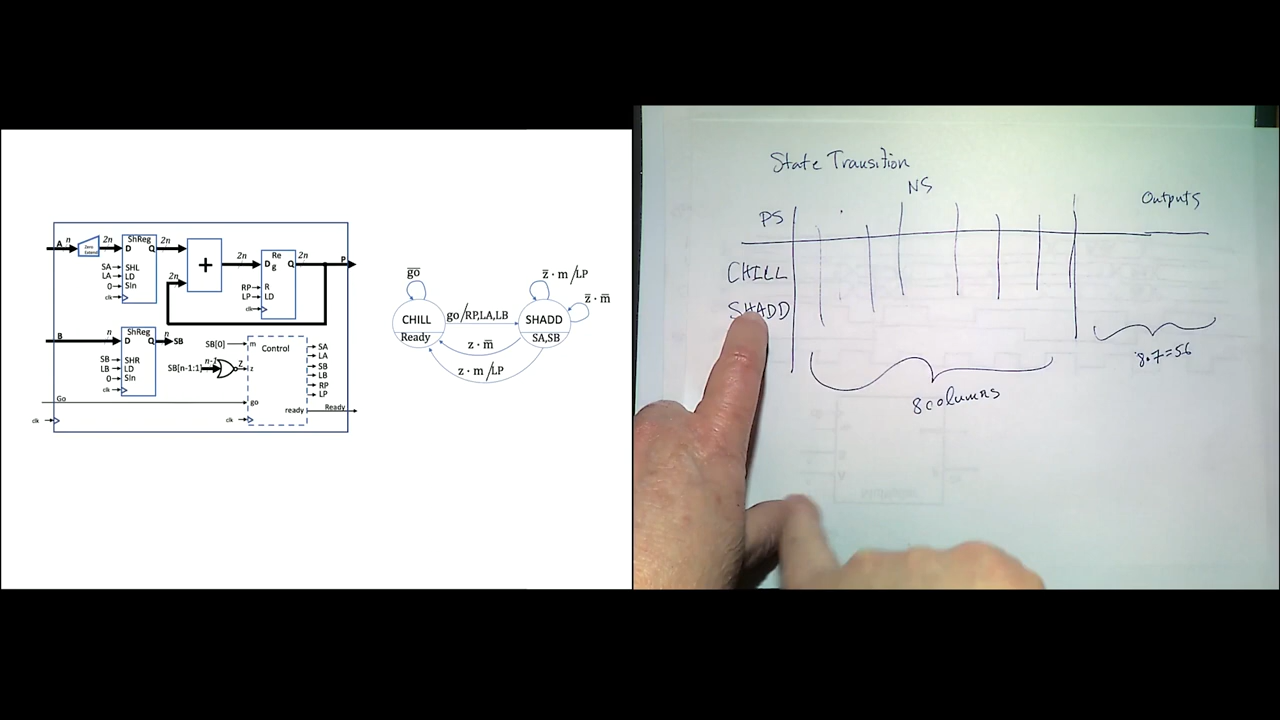 A n
Zero Extend
2n
ShReg
D Q
2n
SA SHL
LA LD
0 SIn
clk
2n
+
2n
Re g
D Q
2n
P
RP R
LP LD
clk
B n
ShReg
D Q
n SB
SB SHR
LB LD
0 SIn
clk
SB[0] m
SB[n-1:1] n-1 Z z
Control
SA
LA
SB
LB
RP
LP
Go go
ready Ready
clk
clk
g̅o̅
CHILL
Ready
go/RP,LA,LB
z · m̅
z · m /LP
SHADD
SA,SB
z̅ · m /LP
z̅ · m̅
State Transition
PS NS Outputs
CHILL
SHADD
8 columns
8·7=56